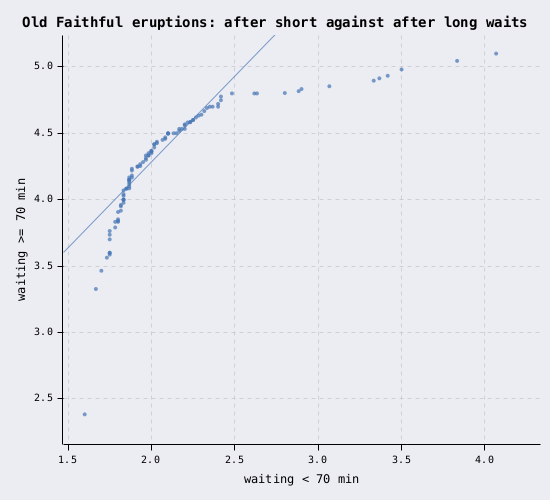 Old Faithful eruptions: after short against after long waits
5.0
4.5
4.0
3.5
3.0
2.5
waiting >= 70 min
1.5 2.0 2.5 3.0 3.5 4.0
waiting < 70 min